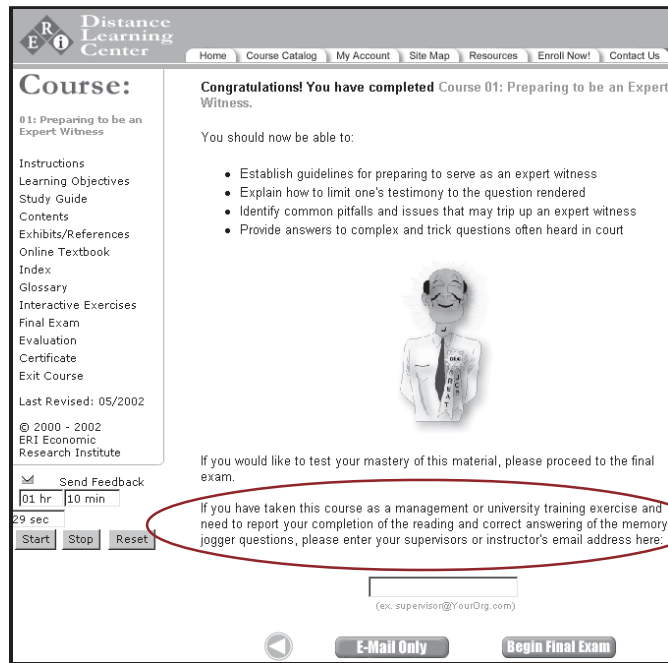 ERi
Distance
Learning
Center
Home Course Catalog My Account Site Map Resources Enroll Now! Contact Us
Course:
01: Preparing to be an
Expert Witness
Instructions
Learning Objectives
Study Guide
Contents
Exhibits/References
Online Textbook
Index
Glossary
Interactive Exercises
Final Exam
Evaluation
Certificate
Exit Course
Last Revised: 05/2002
© 2000 - 2002
ERI Economic
Research Institute
Send Feedback
01 hr 10 min
29 sec
Start Stop Reset
Congratulations! You have completed Course 01: Preparing to be an Expert
Witness.
You should now be able to:
• Establish guidelines for preparing to serve as an expert witness
• Explain how to limit one's testimony to the question rendered
• Identify common pitfalls and issues that may trip up an expert witness
• Provide answers to complex and trick questions often heard in court
GREAT
If you would like to test your mastery of this material, please proceed to the final
exam.
If you have taken this course as a management or university training exercise and
need to report your completion of the reading and correct answering of the memory
jogger questions, please enter your supervisors or instructor's email address here:
(ex. supervisor@YourOrg.com)
E-Mail Only Begin Final Exam